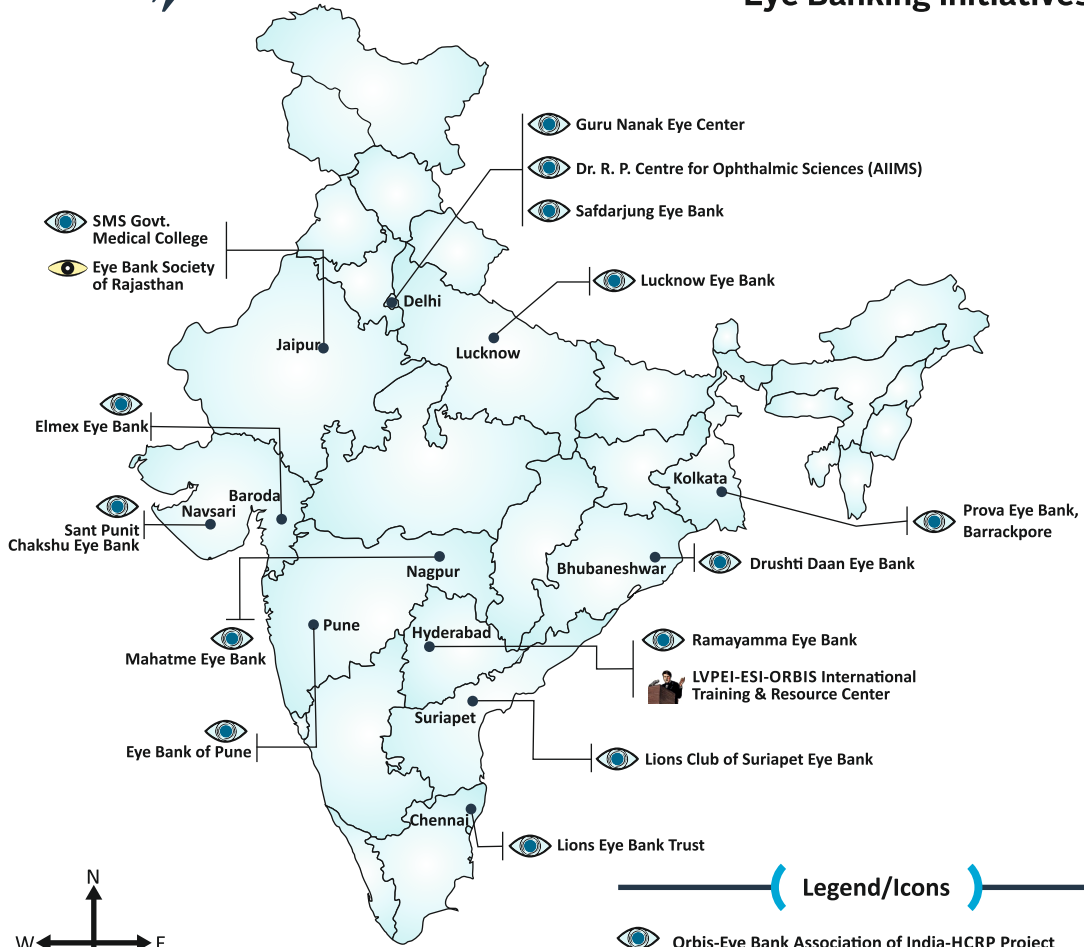 Eye Banking Initiatives
Guru Nanak Eye Center
Dr. R. P. Centre for Ophthalmic Sciences (AIIMS)
Safdarjung Eye Bank
SMS Govt.
Medical College
Eye Bank Society
of Rajasthan
Lucknow Eye Bank
Delhi
Jaipur
Lucknow
Elmex Eye Bank
Baroda
Navsari
Sant Punit
Chakshu Eye Bank
Kolkata
Prova Eye Bank,
Barrackpore
Nagpur
Bhubaneshwar
Drushti Daan Eye Bank
Pune
Hyderabad
Mahatme Eye Bank
Ramayamma Eye Bank
LVPEI-ESI-ORBIS International
Training & Resource Center
Suriapet
Eye Bank of Pune
Lions Club of Suriapet Eye Bank
Chennai
Lions Eye Bank Trust
N
W
E
Legend/Icons
Orbis-Eye Bank Association of India-HCRP Project